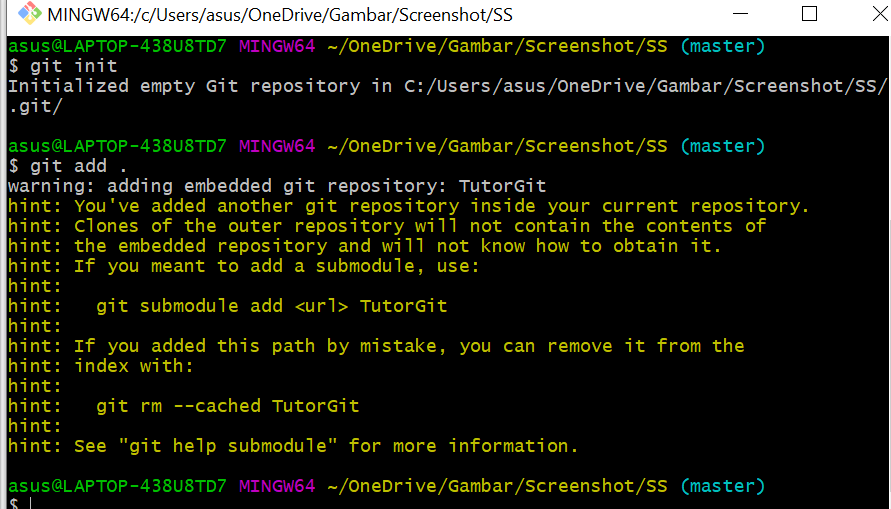 MINGW64:/c/Users/asus/OneDrive/Gambar/Screenshot/SS
asus@LAPTOP-438U8TD7 MINGW64 ~/OneDrive/Gambar/Screenshot/SS (master)
$ git init
Initialized empty Git repository in C:/Users/asus/OneDrive/Gambar/Screenshot/SS/
.git/

asus@LAPTOP-438U8TD7 MINGW64 ~/OneDrive/Gambar/Screenshot/SS (master)
$ git add .
warning: adding embedded git repository: TutorGit
hint: You've added another git repository inside your current repository.
hint: Clones of the outer repository will not contain the contents of
hint: the embedded repository and will not know how to obtain it.
hint: If you meant to add a submodule, use:
hint:
hint:   git submodule add <url> TutorGit
hint:
hint: If you added this path by mistake, you can remove it from the
hint: index with:
hint:
hint:   git rm --cached TutorGit
hint:
hint: See "git help submodule" for more information.

asus@LAPTOP-438U8TD7 MINGW64 ~/OneDrive/Gambar/Screenshot/SS (master)
$